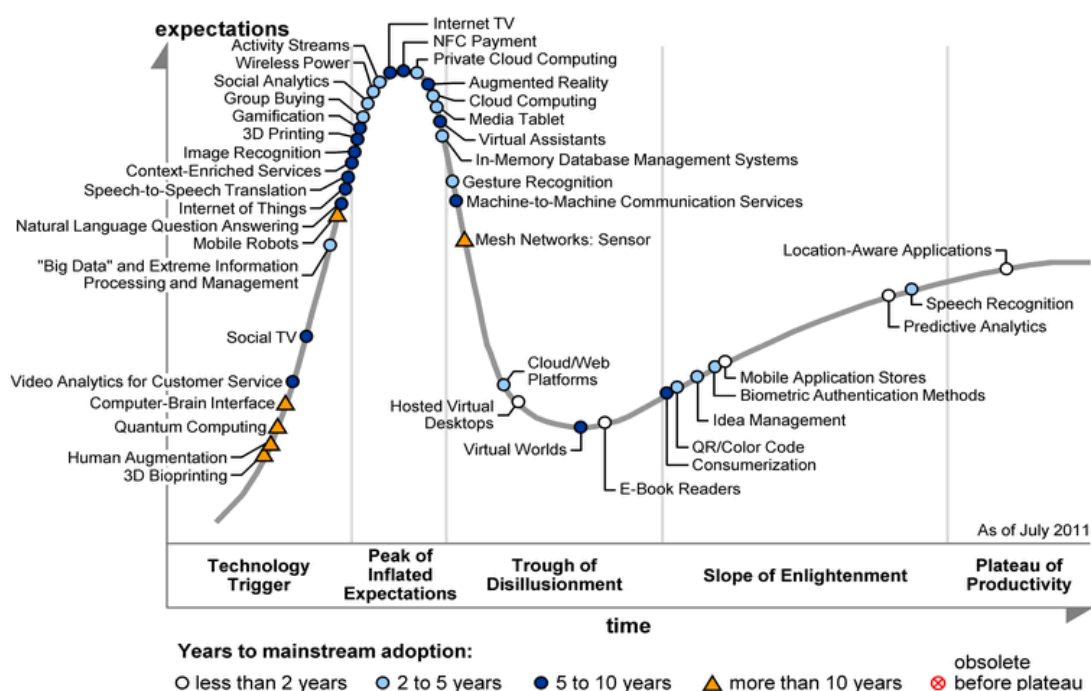 expectations
Internet TV
NFC Payment
Activity Streams
Private Cloud Computing
Wireless Power
Social Analytics
Augmented Reality
Group Buying
Cloud Computing
Gamification
Media Tablet
3D Printing
Virtual Assistants
Image Recognition
In-Memory Database Management Systems
Context-Enriched Services
Gesture Recognition
Speech-to-Speech Translation
Machine-to-Machine Communication Services
Internet of Things
Natural Language Question Answering
Mesh Networks: Sensor
Mobile Robots
Location-Aware Applications
"Big Data" and Extreme Information
Processing and Management
Speech Recognition
Predictive Analytics
Social TV
Cloud/Web
Platforms
Video Analytics for Customer Service
Mobile Application Stores
Biometric Authentication Methods
Computer-Brain Interface
Hosted Virtual
Desktops
Idea Management
Quantum Computing
QR/Color Code
Virtual Worlds
Human Augmentation
Consumerization
3D Bioprinting
E-Book Readers
As of July 2011
Technology
Trigger
Peak of
Inflated
Expectations
Trough of
Disillusionment
Slope of Enlightenment
Plateau of
Productivity
time
Years to mainstream adoption:
less than 2 years
2 to 5 years
5 to 10 years
more than 10 years
obsolete
before plateau